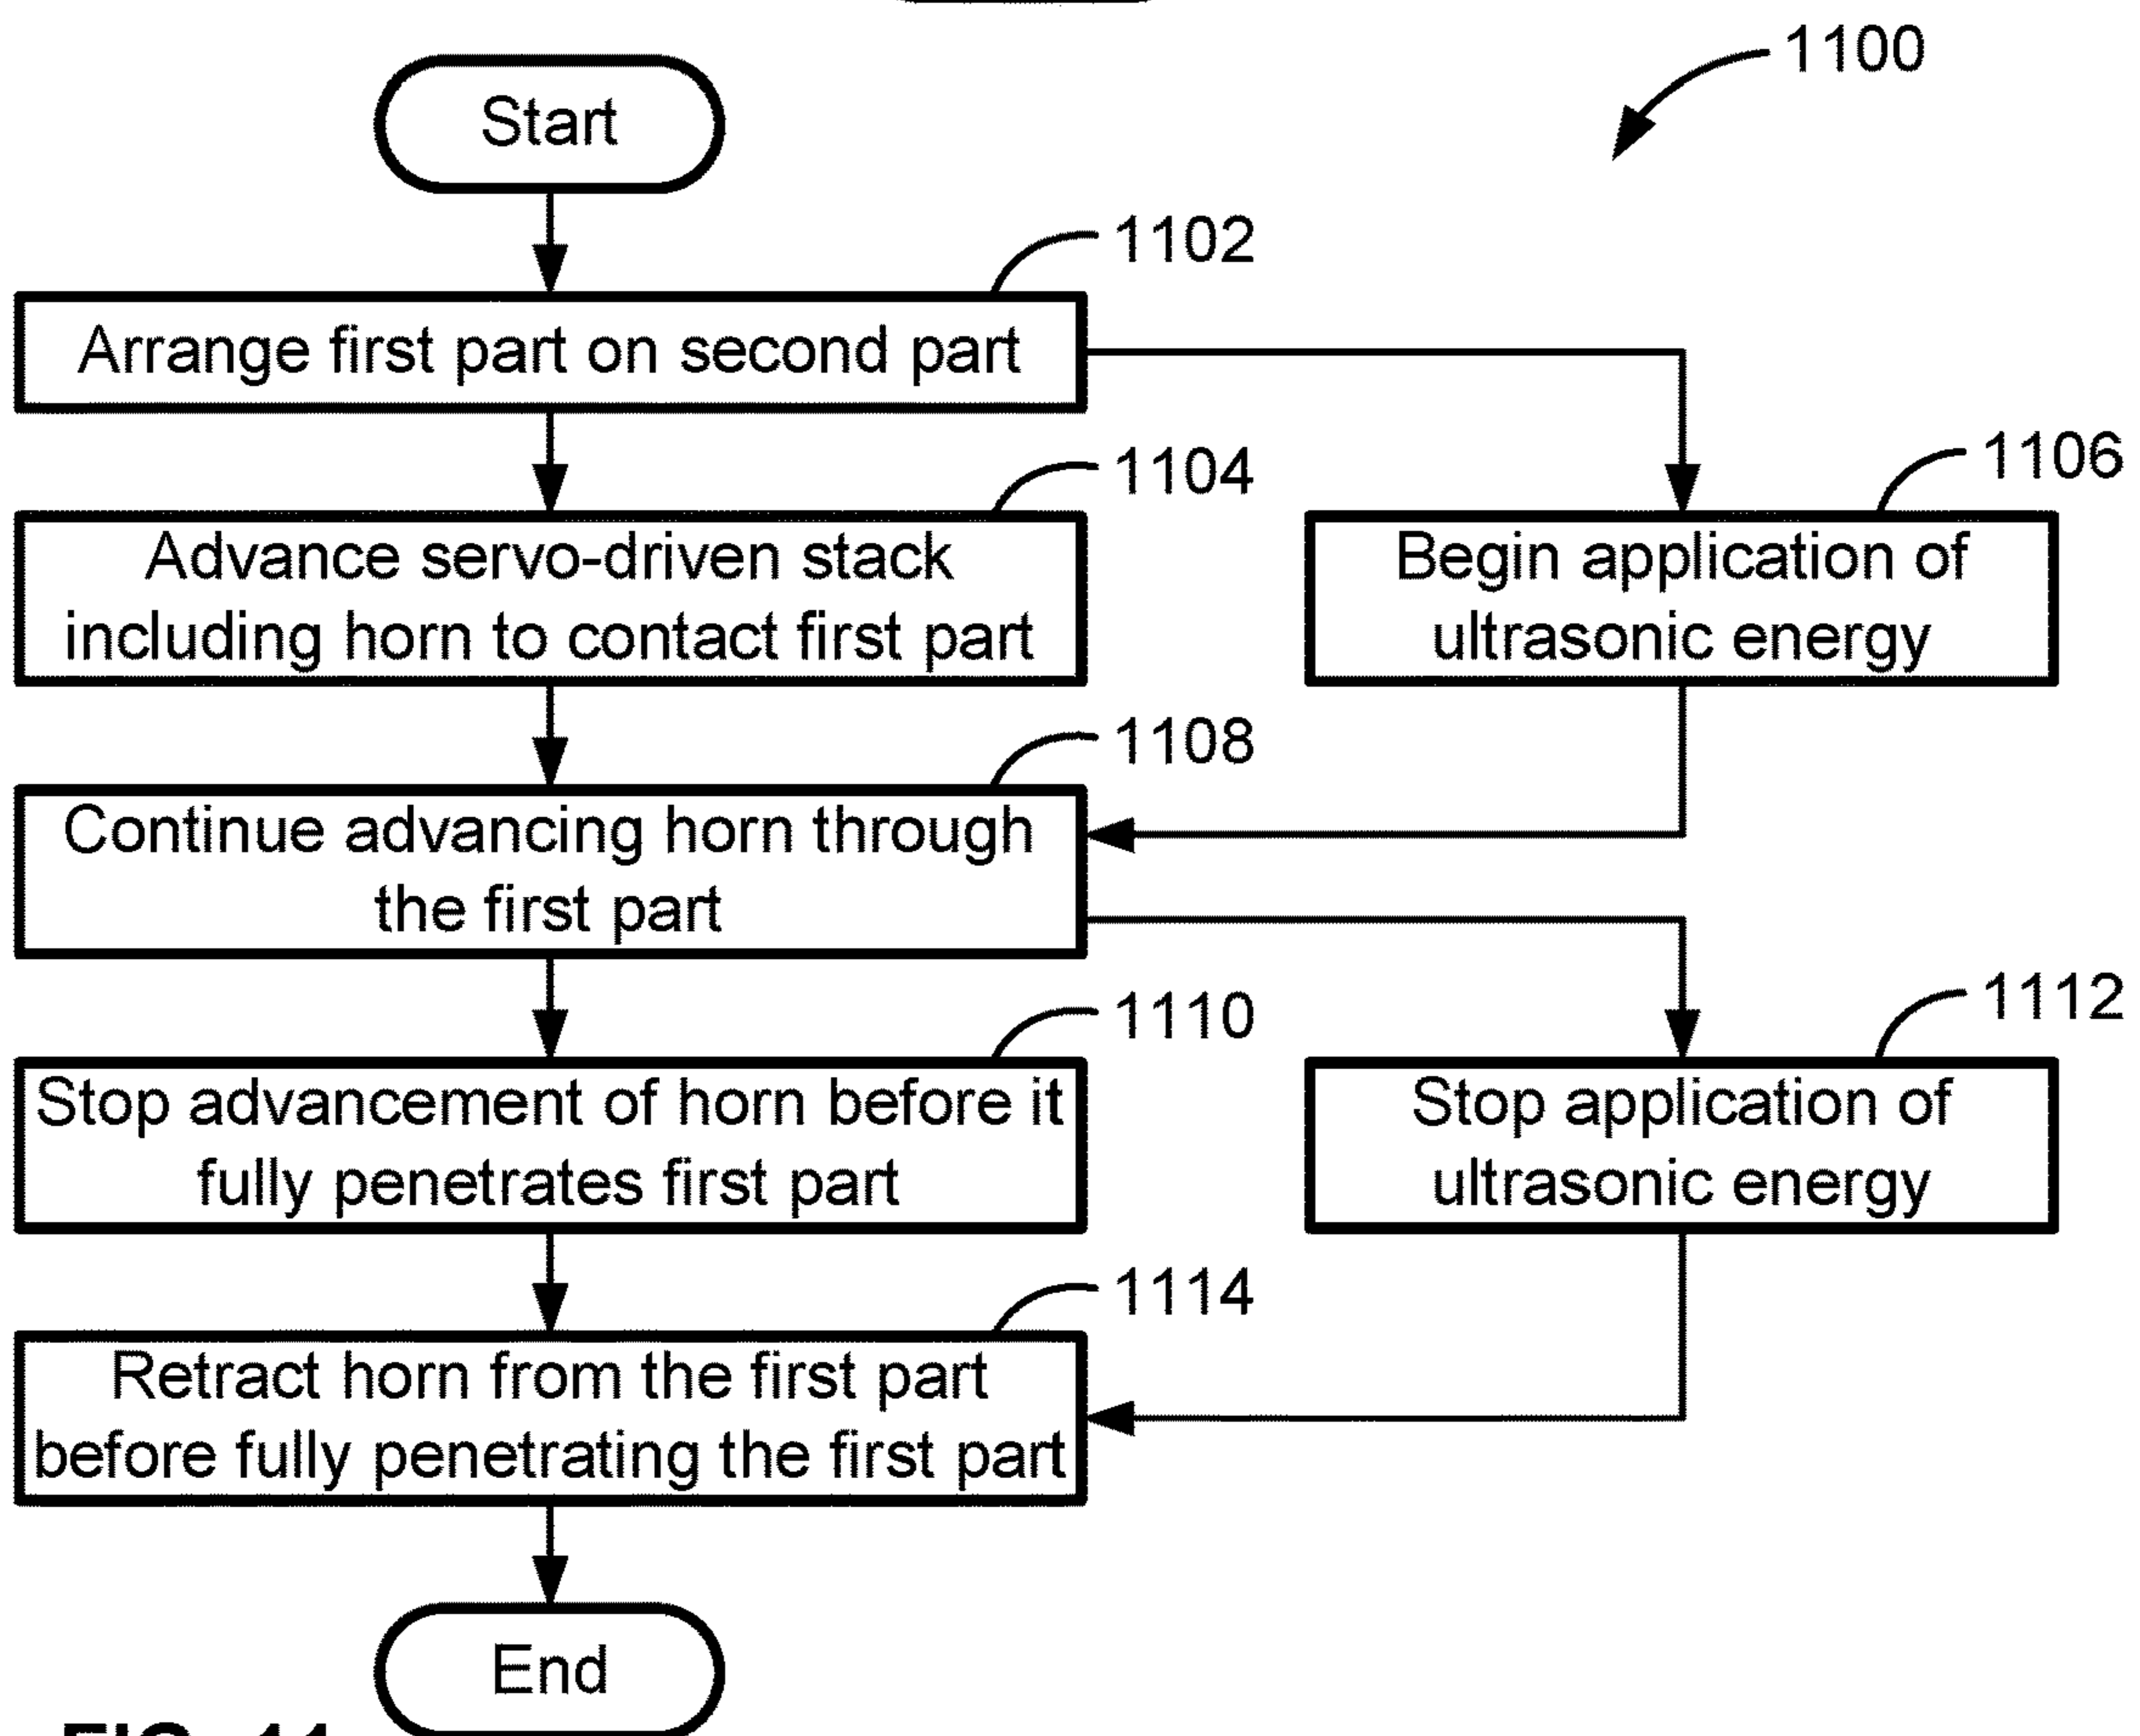 1100
Start
1102
Arrange first part on second part
1104
Advance servo-driven stack
including horn to contact first part
1106
Begin application of
ultrasonic energy
1108
Continue advancing horn through
the first part
1110
Stop advancement of horn before it
fully penetrates first part
1112
Stop application of
ultrasonic energy
1114
Retract horn from the first part
before fully penetrating the first part
End
FIG. 11